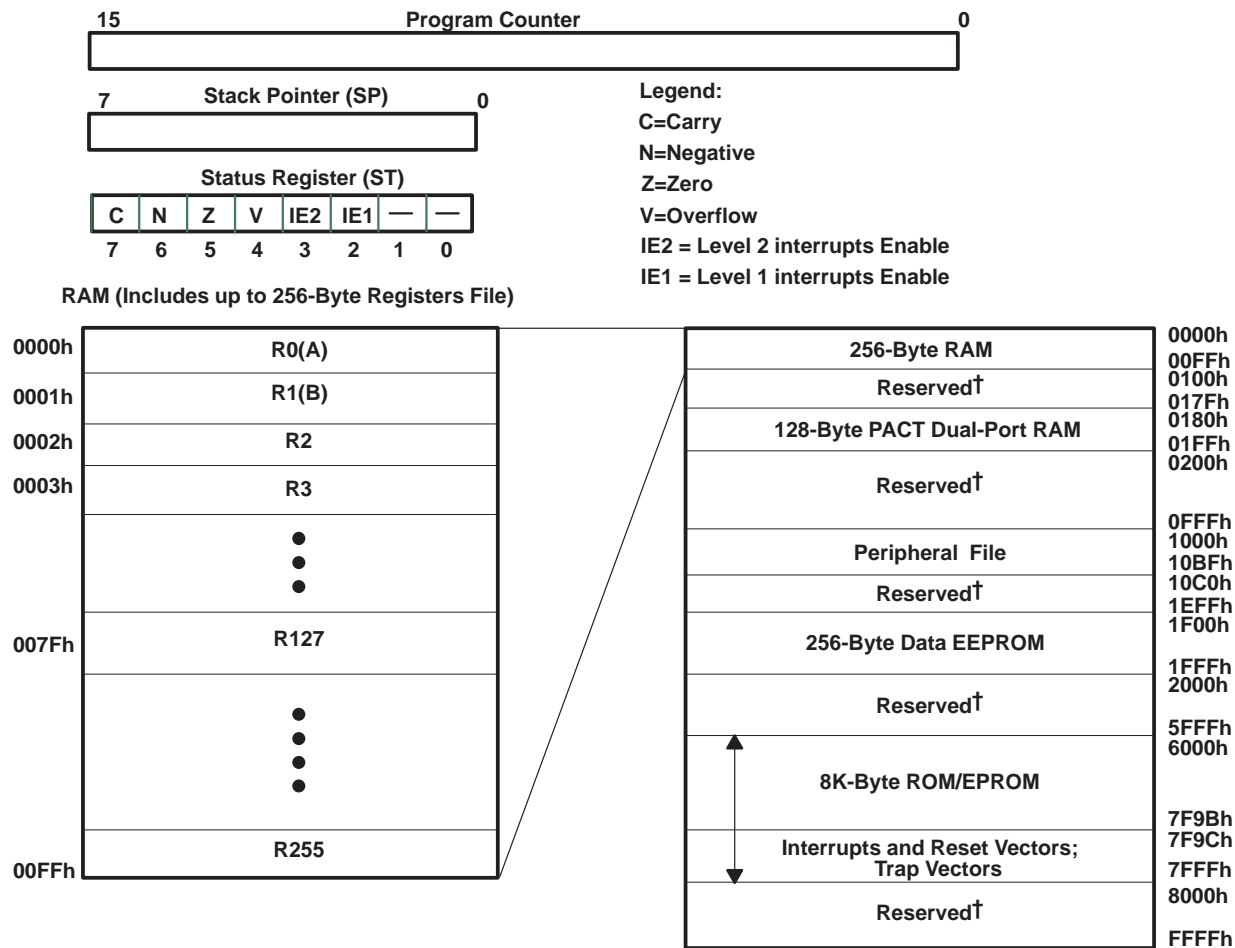 15 Program Counter 0
7 Stack Pointer (SP) 0
Status Register (ST)
C N Z V IE2 IE1 — —
7 6 5 4 3 2 1 0
Legend:
C=Carry
N=Negative
Z=Zero
V=Overflow
IE2 = Level 2 interrupts Enable
IE1 = Level 1 interrupts Enable
RAM (Includes up to 256-Byte Registers File)
0000h R0(A)
0001h R1(B)
0002h R2
0003h R3
007Fh R127
R255
00FFh
0000h
256-Byte RAM
00FFh
0100h
Reserved†
017Fh
0180h
128-Byte PACT Dual-Port RAM
01FFh
0200h
Reserved†
0FFFh
1000h
Peripheral File
10BFh
10C0h
Reserved†
1EFFh
1F00h
256-Byte Data EEPROM
1FFFh
2000h
Reserved†
5FFFh
6000h
8K-Byte ROM/EPROM
7F9Bh
7F9Ch
Interrupts and Reset Vectors;
Trap Vectors
7FFFh
8000h
Reserved†
FFFFh